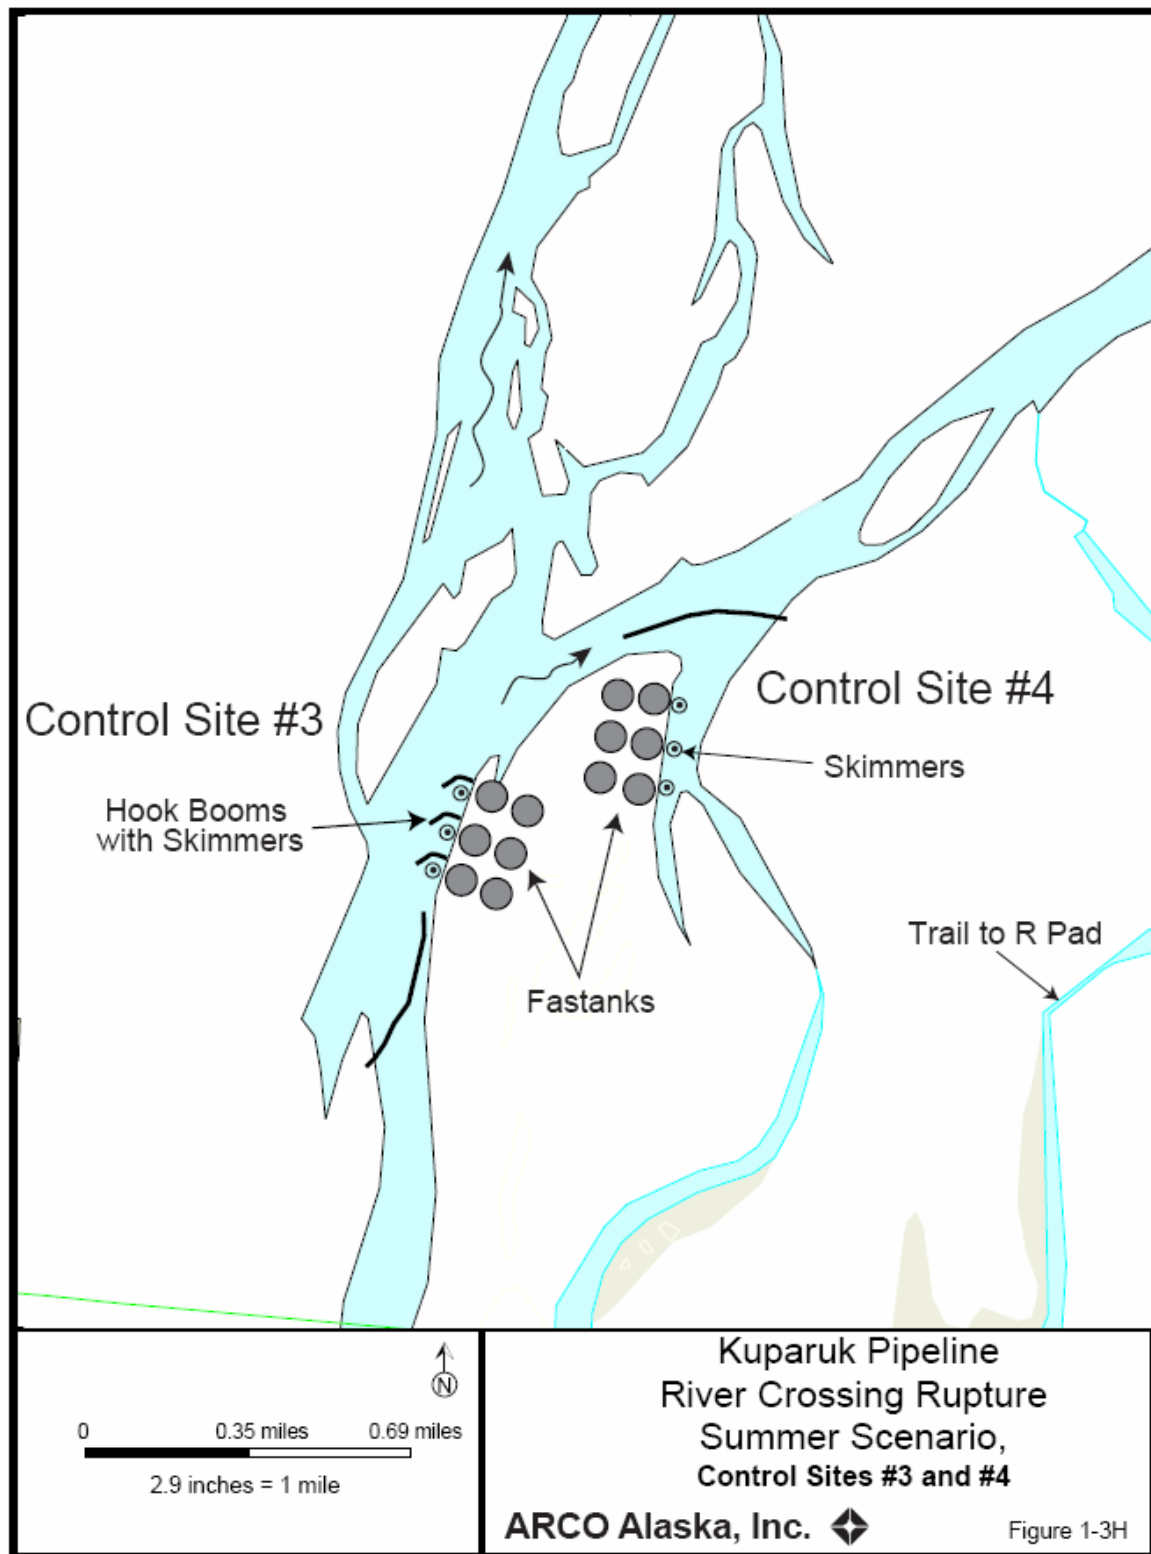 Control Site #3
Control Site #4
Skimmers
Hook Booms
with Skimmers
Trail to R Pad
Fastanks
N
0 0.35 miles 0.69 miles
2.9 inches = 1 mile
Kuparuk Pipeline
River Crossing Rupture
Summer Scenario,
Control Sites #3 and #4
ARCO Alaska, Inc.
Figure 1-3H